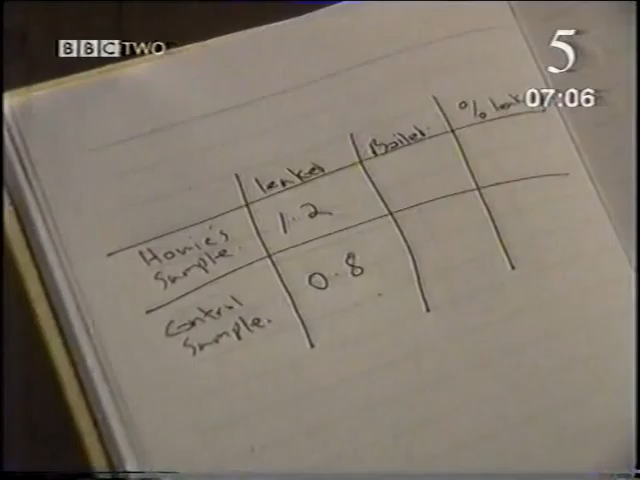 BBC TWO
5
07:06
leaked Boiled % leaked
Howie's 1.2
Sample.
Control 0.8
Sample.